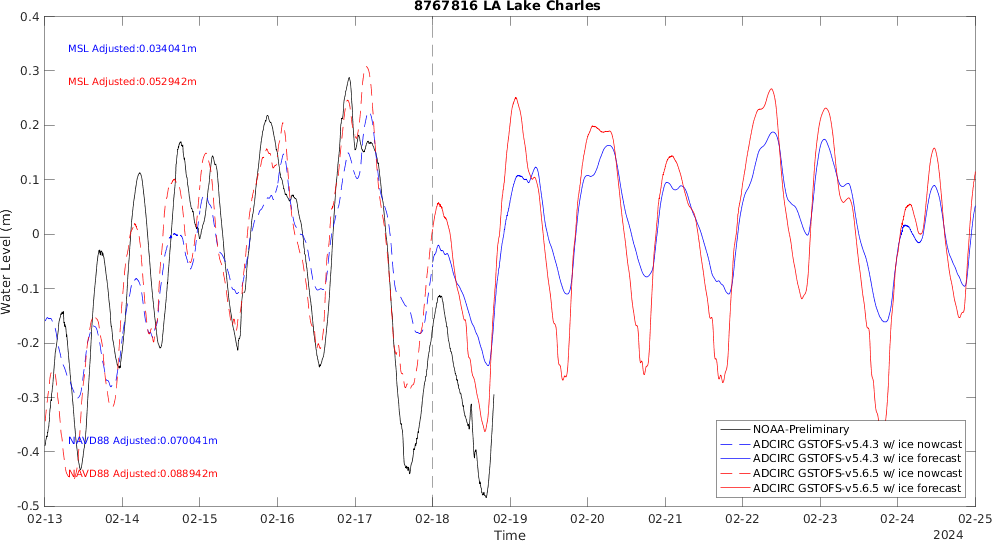 8767816 LA Lake Charles
0.4
0.3
0.2
0.1
0
-0.1
-0.2
-0.3
-0.4
-0.5
Water Level (m)
MSL Adjusted:0.034041m
MSL Adjusted:0.052942m
NAVD88 Adjusted:0.070041m
NAVD88 Adjusted:0.088942m
NOAA-Preliminary
ADCIRC GSTOFS-v5.4.3 w/ ice nowcast
ADCIRC GSTOFS-v5.4.3 w/ ice forecast
ADCIRC GSTOFS-v5.6.5 w/ ice nowcast
ADCIRC GSTOFS-v5.6.5 w/ ice forecast
02-13 02-14 02-15 02-16 02-17 02-18 02-19 02-20 02-21 02-22 02-23 02-24 02-25
Time
2024